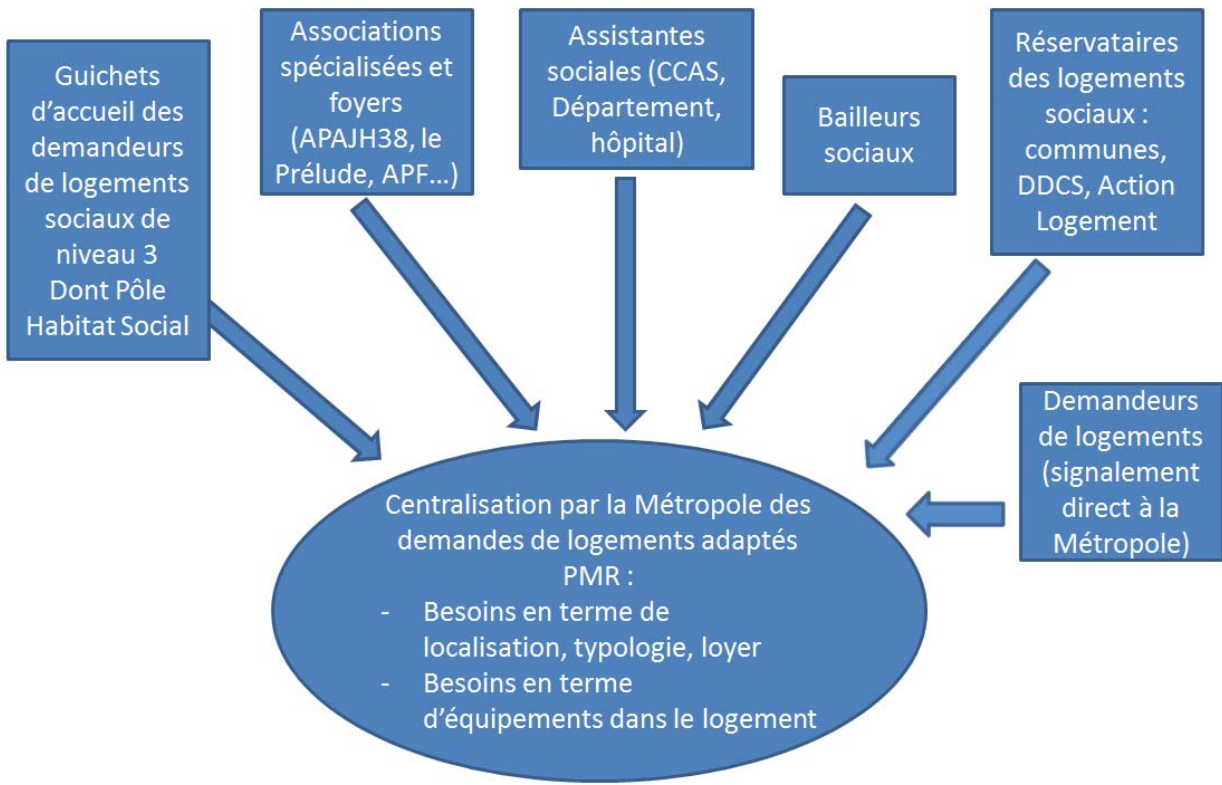 Guichets
d’accueil des
demandeurs
de logements
sociaux de
niveau 3
Dont Pôle
Habitat Social
Associations
spécialisées et
foyers
(APAJH38, le
Prélude, APF…)
Assistantes
sociales (CCAS,
Département,
hôpital)
Bailleurs
sociaux
Réservataires
des logements
sociaux :
communes,
DDCS, Action
Logement
Demandeurs
de logements
(signalement
direct à la
Métropole)
Centralisation par la Métropole des
demandes de logements adaptés
PMR :
- Besoins en terme de
localisation, typologie, loyer
- Besoins en terme
d’équipements dans le logement